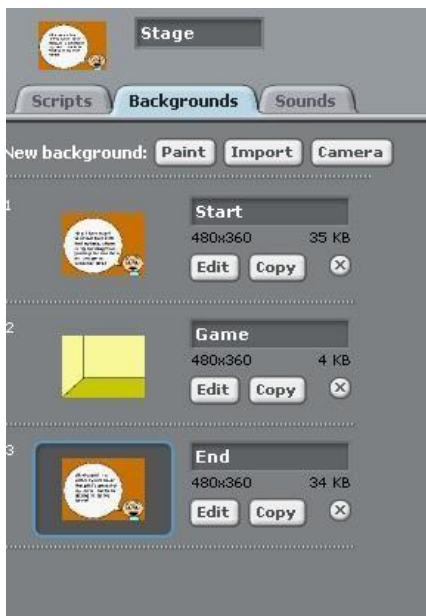 Stage
Scripts Backgrounds Sounds
New background: Paint Import Camera
1
Start
480x360 35 KB
Edit Copy
2
Game
480x360 4 KB
Edit Copy
3
End
480x360 34 KB
Edit Copy